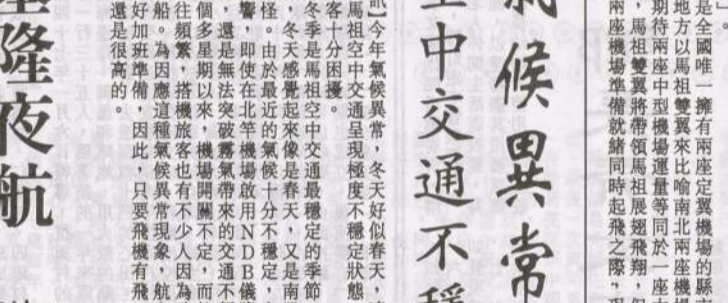 是全國唯一擁有兩座定翼機場的縣
地方以馬祖雙翼來比喻南北兩座機
期待兩座中型機場運量等同於一座
，馬祖雙翼將帶領馬祖展翅飛翔，但
兩座機場準備就緒同時起飛之際，
氣候異常
空中交通不穩
訊】今年氣候異常，冬天好似春天，
馬祖空中交通呈現極度不穩定狀態
客十分困擾。
冬季是馬祖空中交通最穩定的季節
，冬天感覺起來像是春天，又是南
怪。由於最近的氣候十分不穩定，
響，即使在北竿機場啟用NDB儀
，還是無法突破霧氣帶來的交通不
個多星期以來，機場開關不定，而
往頻繁，搭機旅客也有不少人因為
船。為因應這種氣候異常現象，航
好加班準備，因此，只要飛機有飛
還是很高的。
基隆夜航